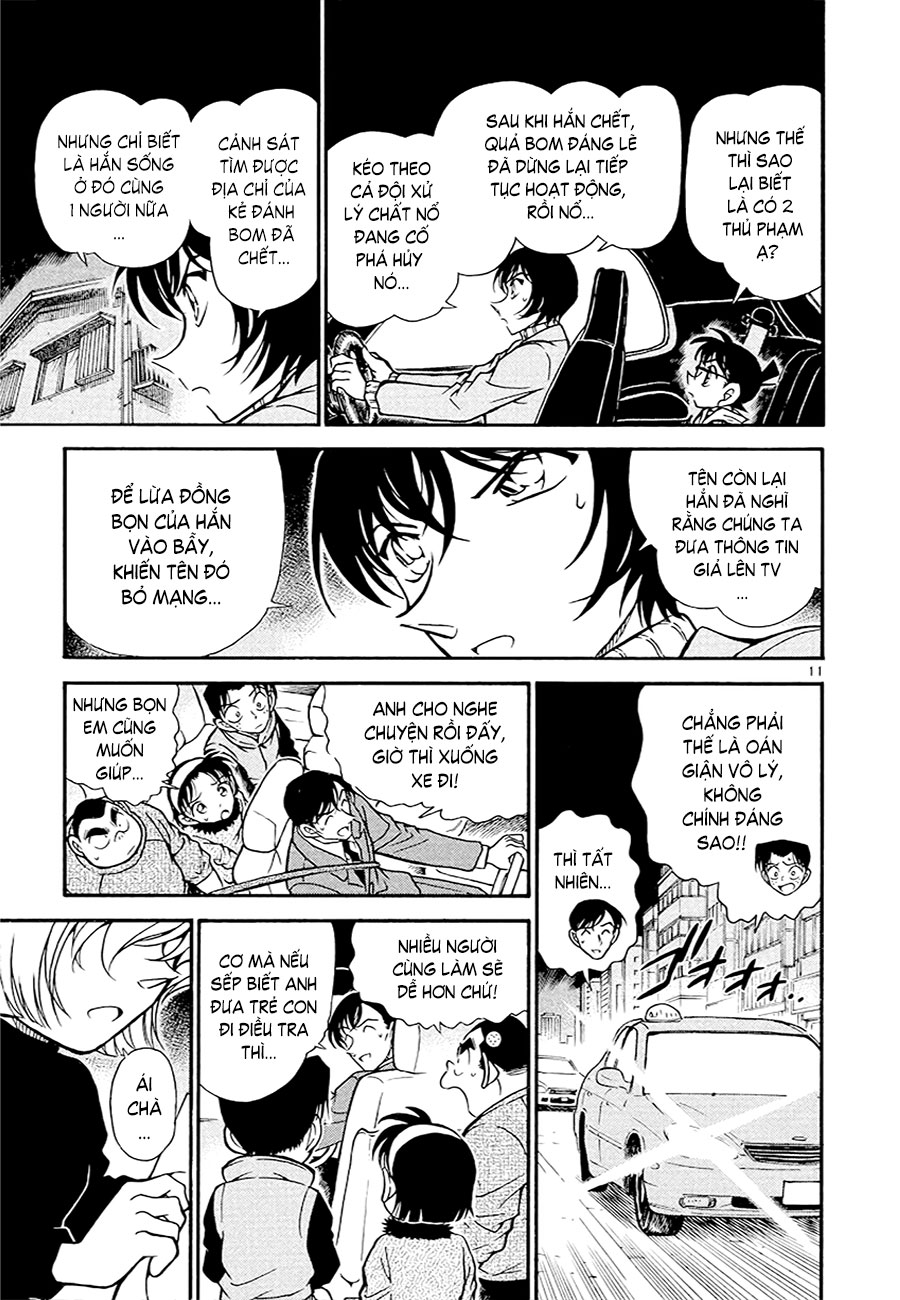 NHƯNG THẾ
THÌ SAO
LẠI BIẾT
LÀ CÓ 2
THỦ PHẠM
Ạ?
SAU KHI HẮN CHẾT,
QUẢ BOM ĐÁNG LẼ
ĐÃ DỪNG LẠI TIẾP
TỤC HOẠT ĐỘNG,
RỒI NỔ...
KÉO THEO
CẢ ĐỘI XỬ
LÝ CHẤT NỔ
ĐANG CỐ
PHÁ HỦY
NÓ...
CẢNH SÁT
TÌM ĐƯỢC
ĐỊA CHỈ CỦA
KẺ ĐÁNH
BOM ĐÃ
CHẾT...
NHƯNG CHỈ BIẾT
LÀ HẮN SỐNG
Ở ĐÓ CÙNG
1 NGƯỜI NỮA
...
TÊN CÒN LẠI
HẮN ĐÃ NGHĨ
RẰNG CHÚNG TA
ĐƯA THÔNG TIN
GIẢ LÊN TV
...
ĐỂ LỪA ĐỒNG
BỌN CỦA HẮN
VÀO BẪY,
KHIẾN TÊN ĐÓ
BỎ MẠNG...
11
CHẲNG PHẢI
THẾ LÀ OÁN
GIẬN VÔ LÝ,
KHÔNG
CHÍNH ĐÁNG
SAO!!
THÌ TẤT
NHIÊN...
ゴオオオ..
ANH CHO NGHE
CHUYỆN RỒI ĐẤY,
GIỜ THÌ XUỐNG
XE ĐI!
NHƯNG BỌN
EM CŨNG
MUỐN
GIÚP...
NHIỀU NGƯỜI
CÙNG LÀM SẼ
DỄ HƠN CHỨ!
CƠ MÀ NẾU
SẾP BIẾT ANH
ĐƯA TRẺ CON
ĐI ĐIỀU TRA
THÌ...
ÁI
CHÀ
...